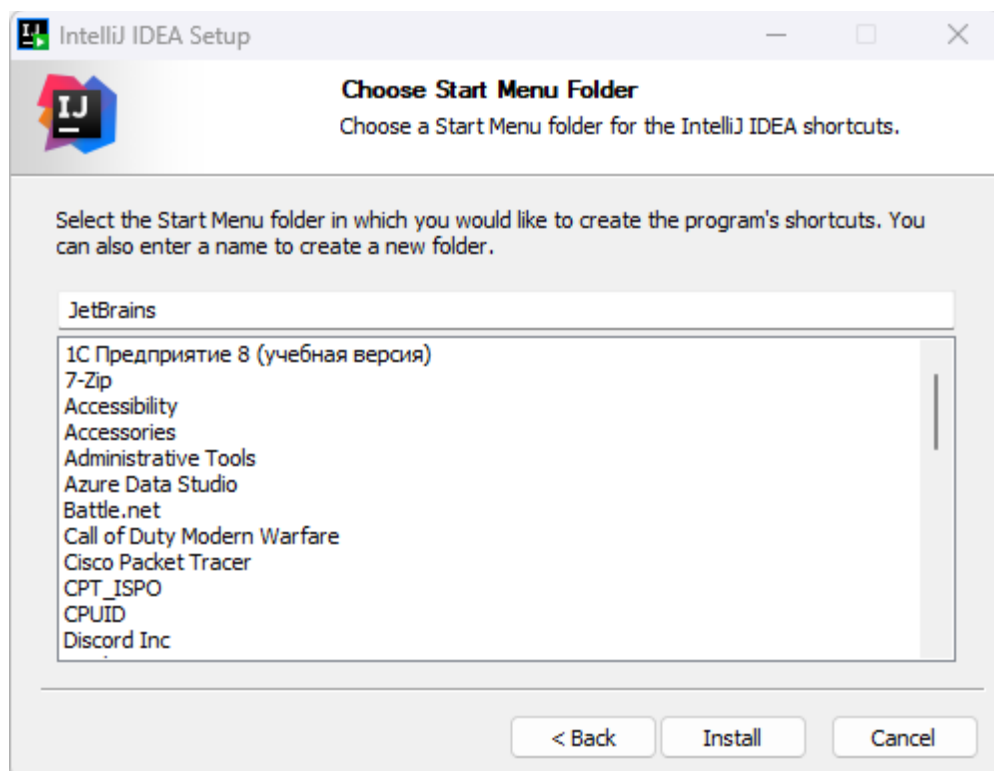 IJ IntelliJ IDEA Setup
IJ
Choose Start Menu Folder
Choose a Start Menu folder for the IntelliJ IDEA shortcuts.
Select the Start Menu folder in which you would like to create the program's shortcuts. You
can also enter a name to create a new folder.
JetBrains
1С Предприятие 8 (учебная версия)
7-Zip
Accessibility
Accessories
Administrative Tools
Azure Data Studio
Battle.net
Call of Duty Modern Warfare
Cisco Packet Tracer
CPT_ISPO
CPUID
Discord Inc
< Back Install Cancel